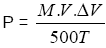 P = M.V.ΔV / 500T